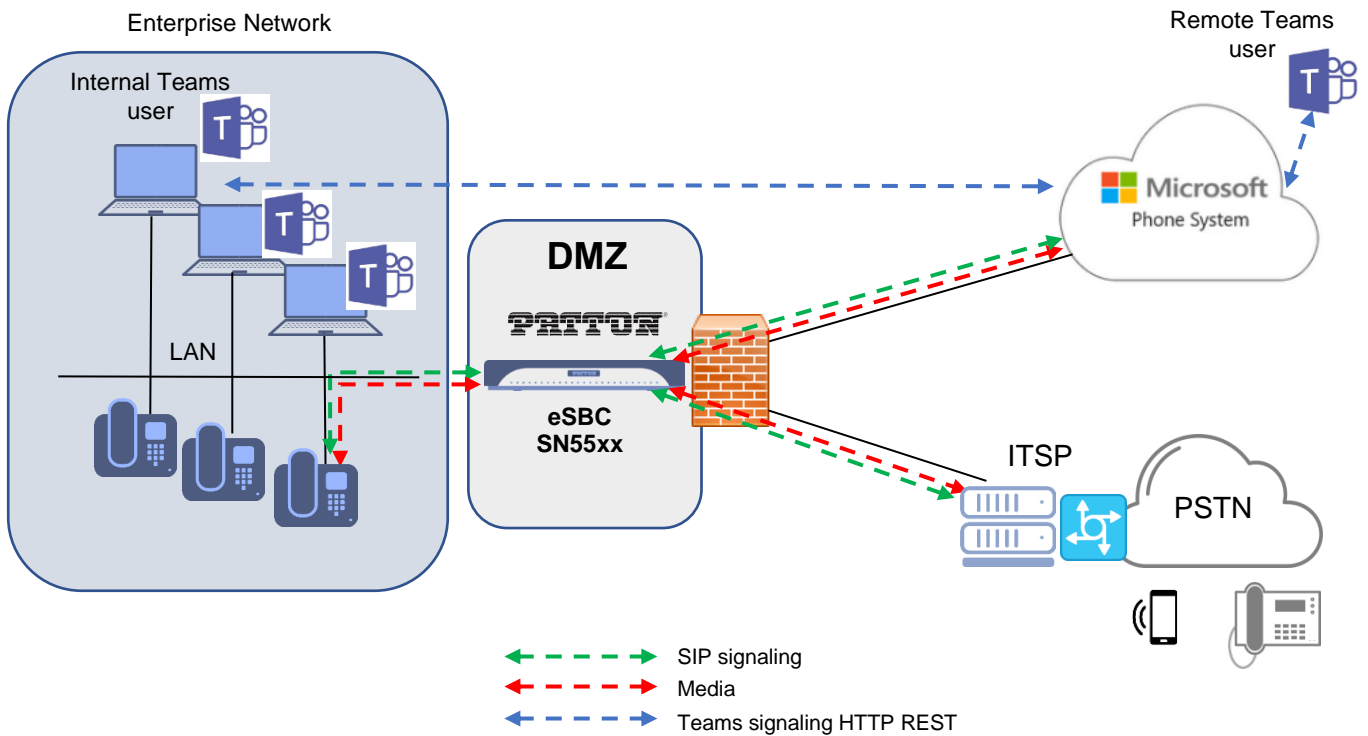 Enterprise Network
Remote Teams
user
Internal Teams
user
T
T
T
T
Microsoft
Phone System
DMZ
PATTON®
LAN
PATTON
eSBC
SN55xx
ITSP
PSTN
SIP signaling
Media
Teams signaling HTTP REST